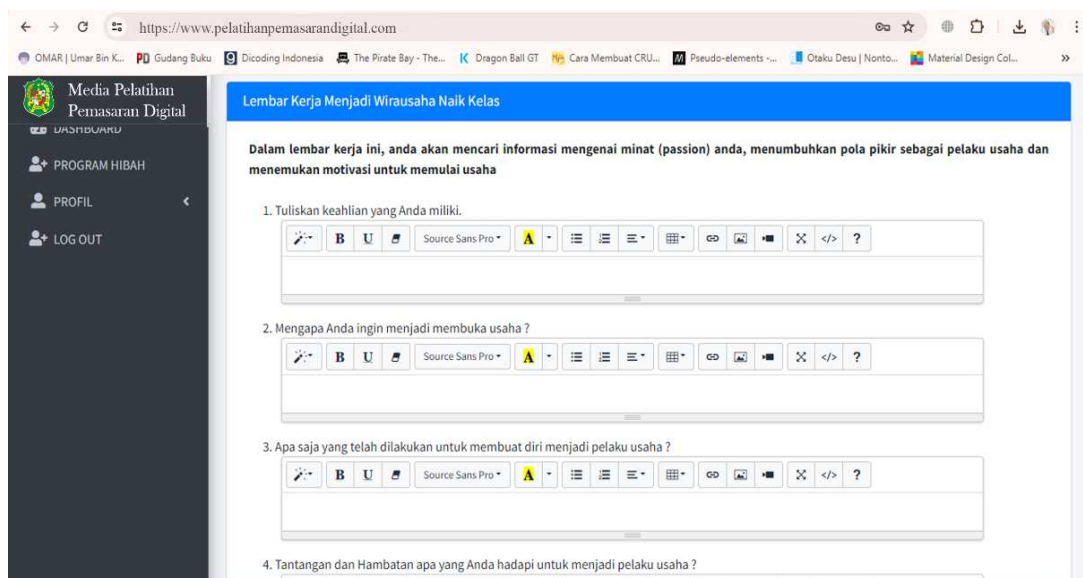 https://www.pelatihanpemasarandigital.com
OMAR | Umar Bin K... PD Gudang Buku Dicoding Indonesia The Pirate Bay - The... Dragon Ball GT Cara Membuat CRU... Pseudo-elements -... Otaku Desu | Nonto... Material Design Col... »
Media Pelatihan
Pemasaran Digital
DASHBOARD
PROGRAM HIBAH
PROFIL
LOG OUT
Lembar Kerja Menjadi Wirausaha Naik Kelas
Dalam lembar kerja ini, anda akan mencari informasi mengenai minat (passion) anda, menumbuhkan pola pikir sebagai pelaku usaha dan
menemukan motivasi untuk memulai usaha
1. Tuliskan keahlian yang Anda miliki.
B U Source Sans Pro A </> ?
2. Mengapa Anda ingin menjadi membuka usaha ?
B U Source Sans Pro A </> ?
3. Apa saja yang telah dilakukan untuk membuat diri menjadi pelaku usaha ?
B U Source Sans Pro A </> ?
4. Tantangan dan Hambatan apa yang Anda hadapi untuk menjadi pelaku usaha ?